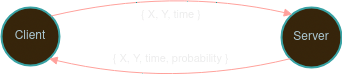 { X, Y, time }
Client
Server
[ X, Y, time, probability ]